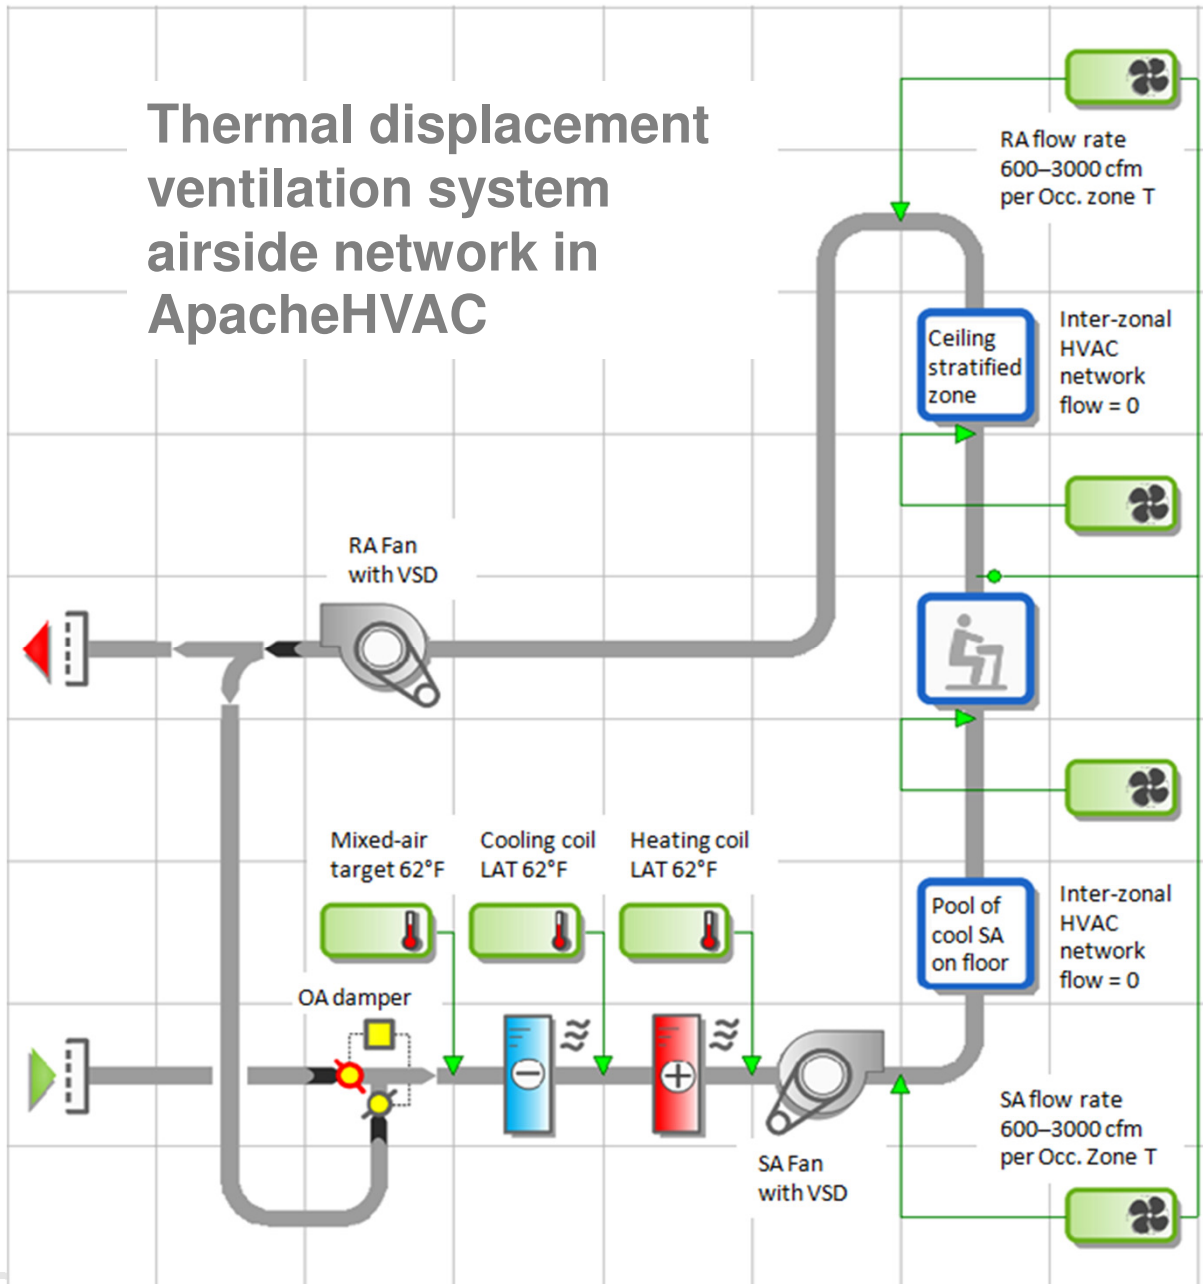 Thermal displacement
ventilation system
airside network in
ApacheHVAC
RA flow rate
600–3000 cfm
per Occ. zone T
Ceiling
stratified
zone
Inter-zonal
HVAC
network
flow = 0
RA Fan
with VSD
Mixed-air
target 62°F
Cooling coil
LAT 62°F
Heating coil
LAT 62°F
Pool of
cool SA
on floor
Inter-zonal
HVAC
network
flow = 0
OA damper
SA Fan
with VSD
SA flow rate
600–3000 cfm
per Occ. Zone T